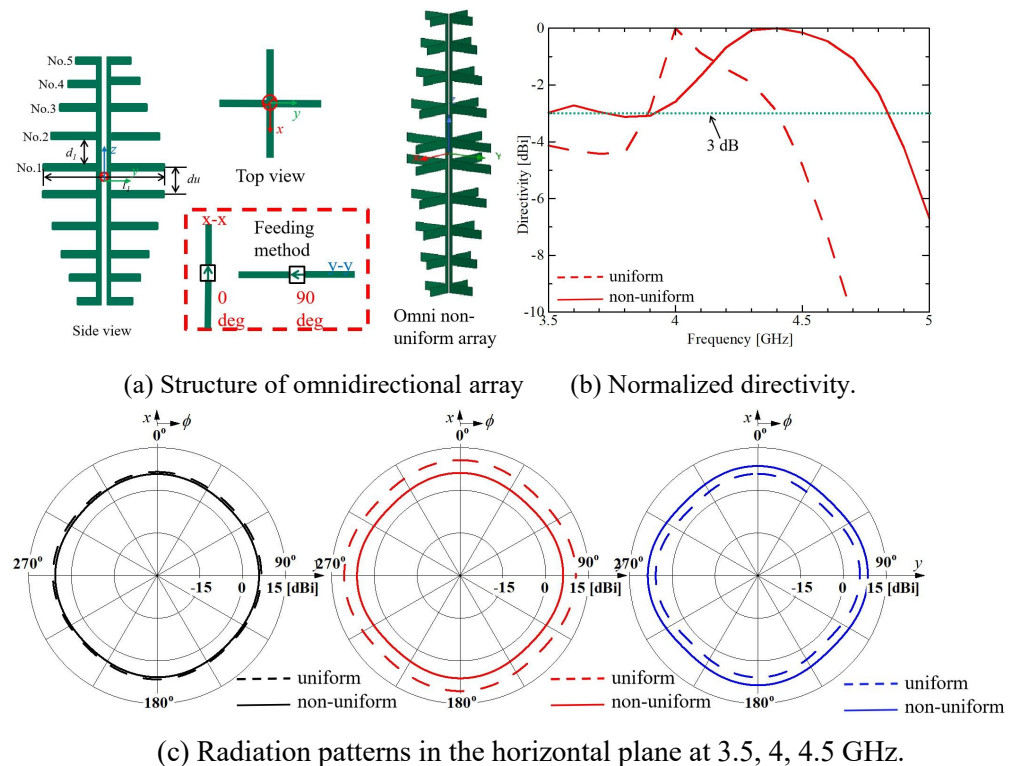 No.5
No.4
No.3
No.2
No.1
d₁
z
y
l₁
du
Side view
y
x
Top view
x-x
Feeding
method
y-y
0
deg
90
deg
Y
Omni non-
uniform array
0
-2
-4
-6
-8
-10
Directivity [dBi]
3 dB
uniform
non-uniform
3.5
4
4.5
5
Frequency [GHz]
(a) Structure of omnidirectional array
(b) Normalized directivity.
x
ϕ
0°
270°
90°
-15 0 15 [dBi]
180°
uniform
non-uniform
x
ϕ
0°
270°
90°
y
-15 0 15 [dBi]
180°
uniform
non-uniform
x
ϕ
0°
270°
90°
y
-15 0 15 [dBi]
180°
uniform
non-uniform
(c) Radiation patterns in the horizontal plane at 3.5, 4, 4.5 GHz.